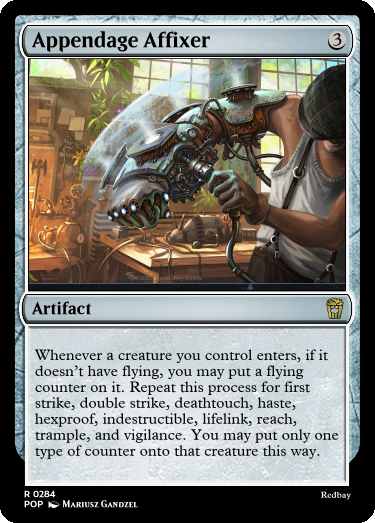 Appendage Affixer 3
Artifact
Whenever a creature you control enters, if it
doesn't have flying, you may put a flying
counter on it. Repeat this process for first
strike, double strike, deathtouch, haste,
hexproof, indestructible, lifelink, reach,
trample, and vigilance. You may put only one
type of counter onto that creature this way.
R 0284 Redbay
POP Mariusz Gandzel